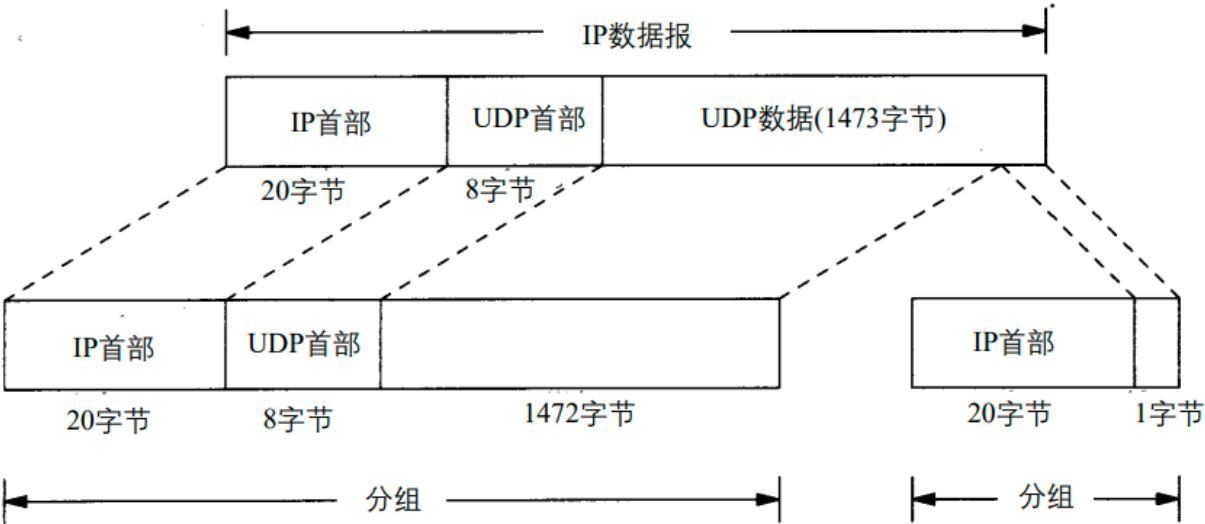 IP数据报
IP首部 UDP首部 UDP数据(1473字节)
20字节 8字节
IP首部 UDP首部 IP首部
20字节 8字节 1472字节 20字节 1字节
分组 分组